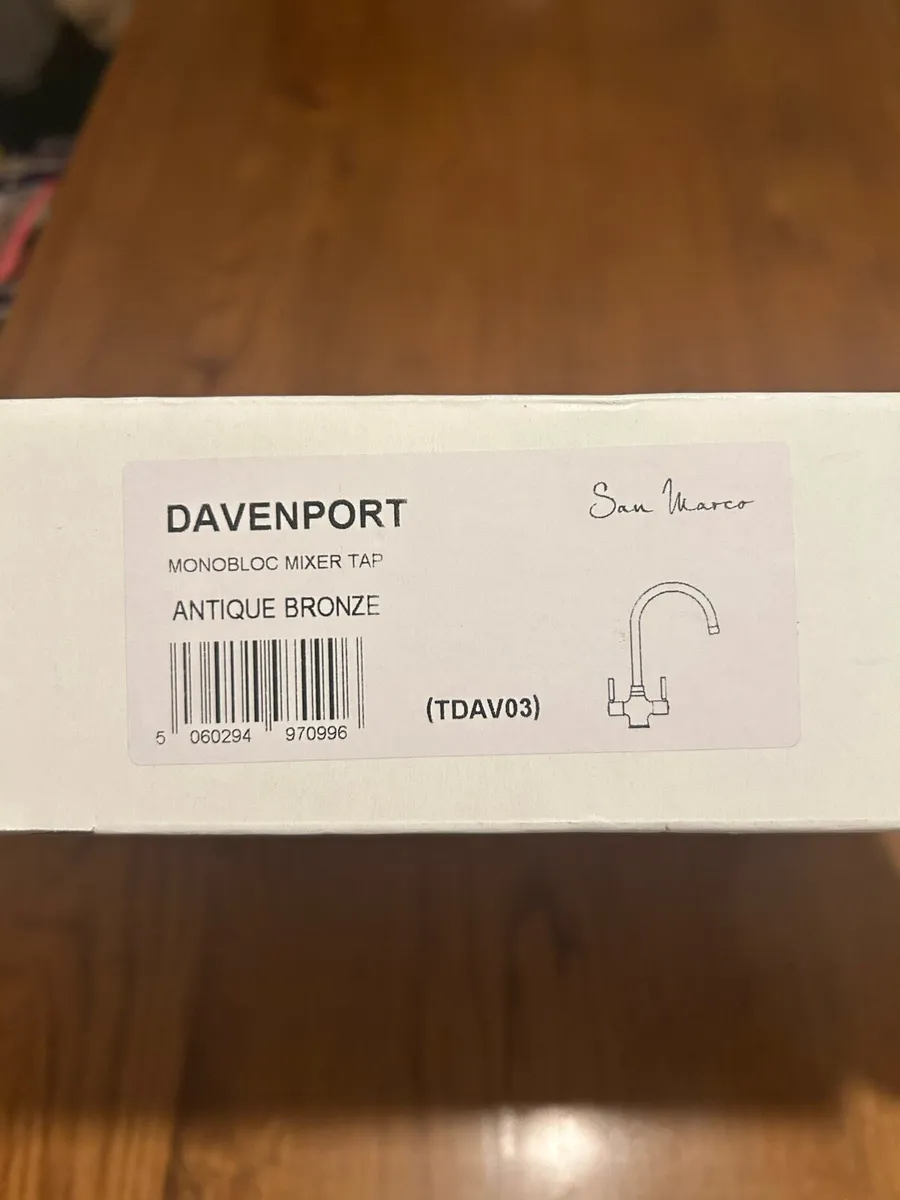 DAVENPORT
San Marco
MONOBLOC MIXER TAP
ANTIQUE BRONZE
5 060294 970996
(TDAV03)